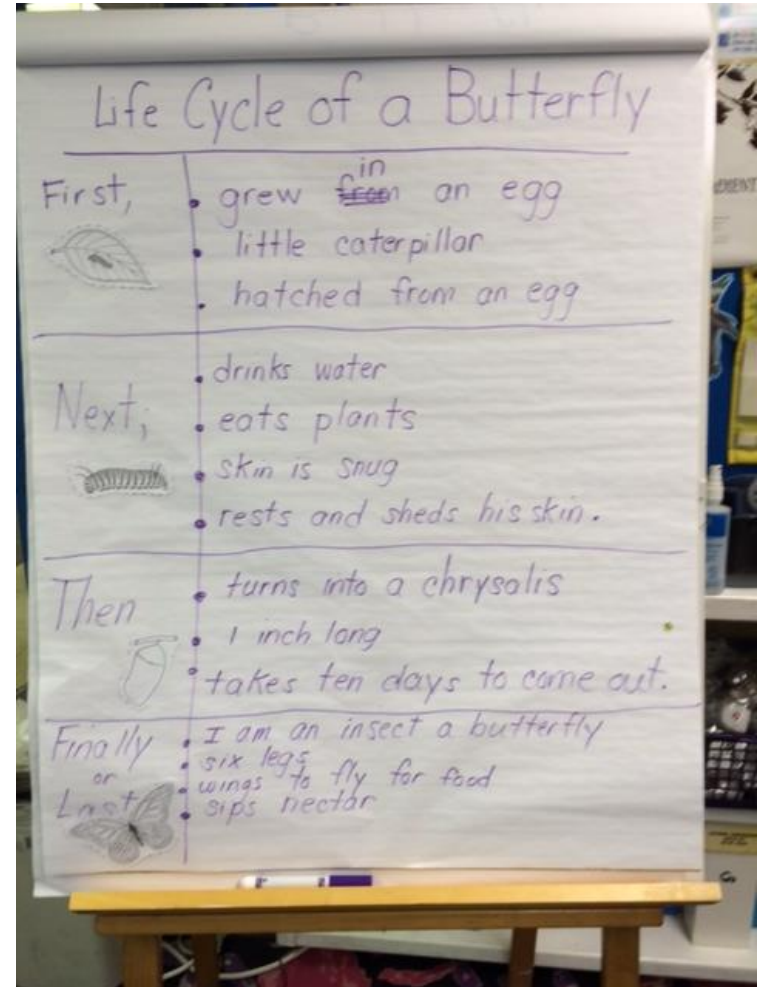 Life Cycle of a Butterfly
First,
in
• grew from an egg
• little caterpillar
• hatched from an egg
Next,
• drinks water
• eats plants
• skin is snug
• rests and sheds his skin.
Then
• turns into a chrysalis
• 1 inch long
• takes ten days to come out.
Finally
or
Last
• I am an insect a butterfly
• six legs
• wings to fly for food
• sips nectar